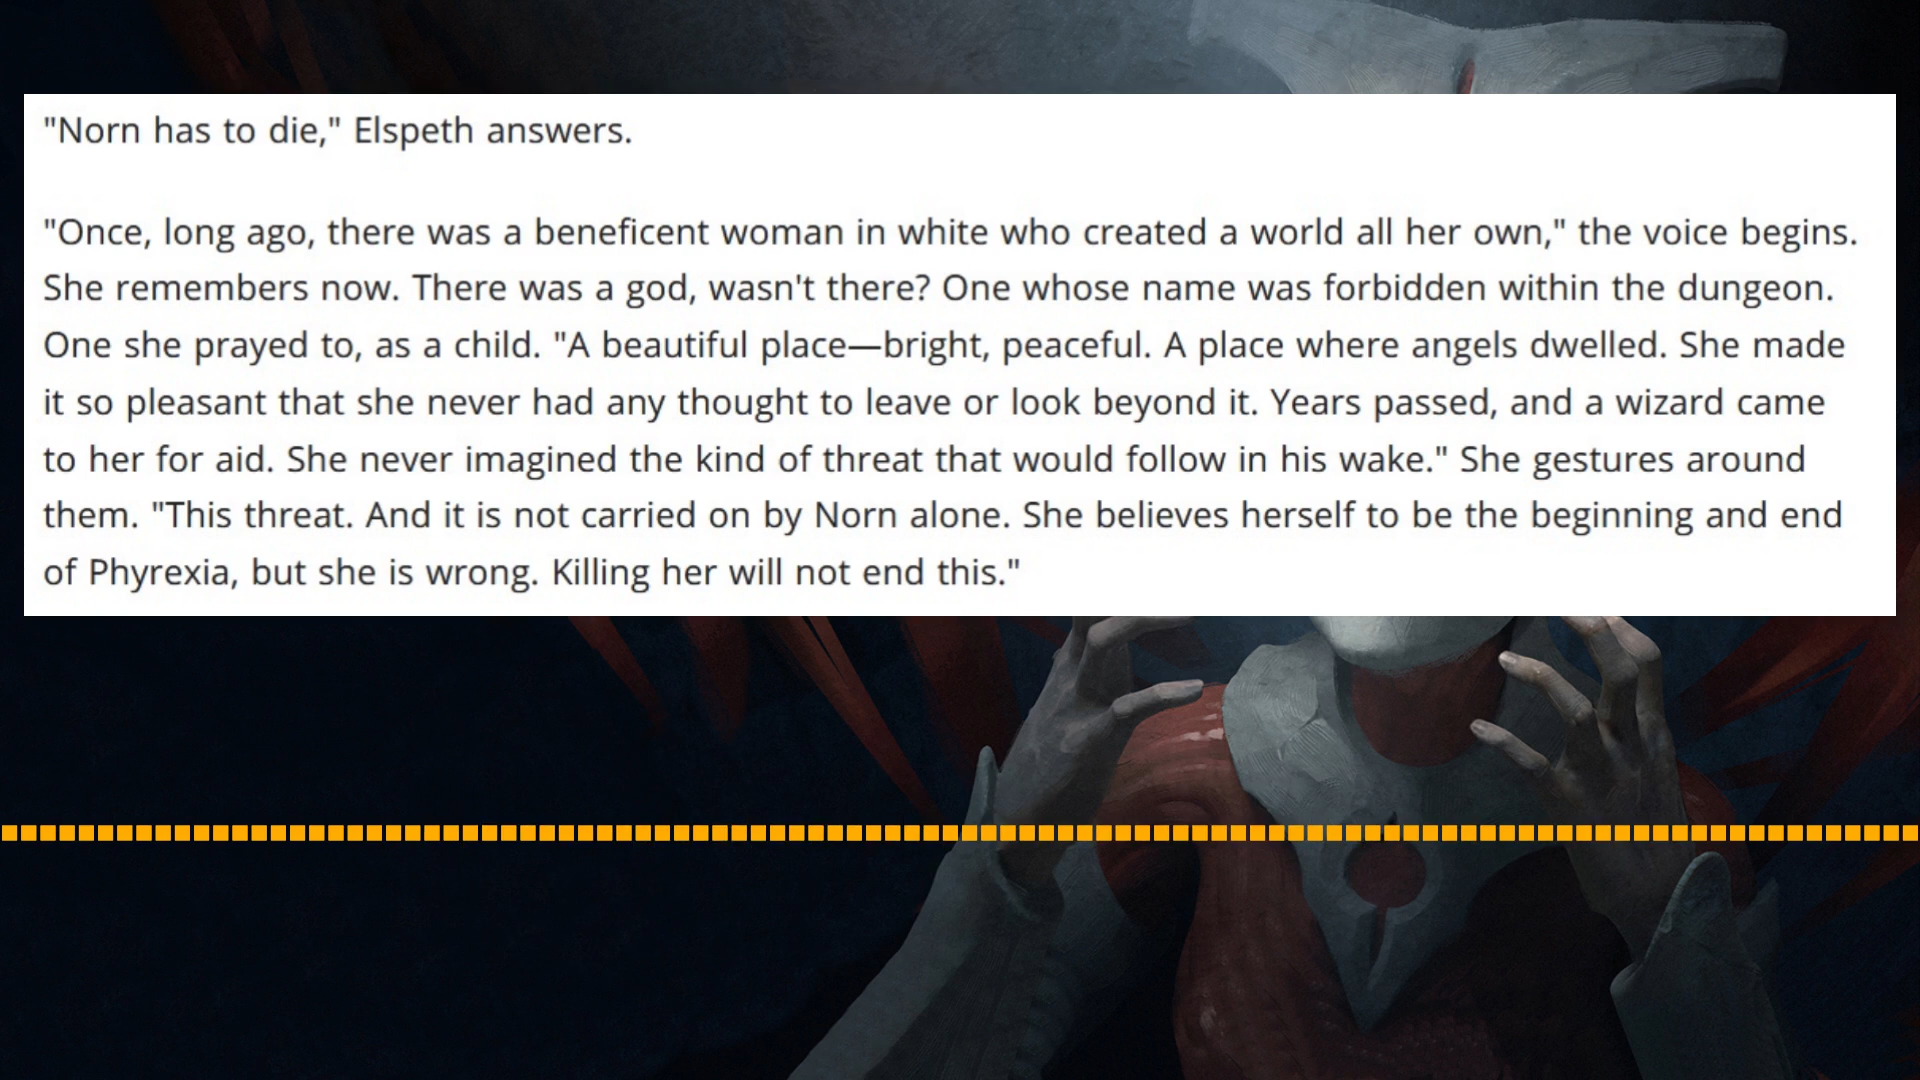 "Norn has to die," Elspeth answers.
"Once, long ago, there was a beneficent woman in white who created a world all her own," the voice begins.
She remembers now. There was a god, wasn't there? One whose name was forbidden within the dungeon.
One she prayed to, as a child. "A beautiful place—bright, peaceful. A place where angels dwelled. She made
it so pleasant that she never had any thought to leave or look beyond it. Years passed, and a wizard came
to her for aid. She never imagined the kind of threat that would follow in his wake." She gestures around
them. "This threat. And it is not carried on by Norn alone. She believes herself to be the beginning and end
of Phyrexia, but she is wrong. Killing her will not end this."